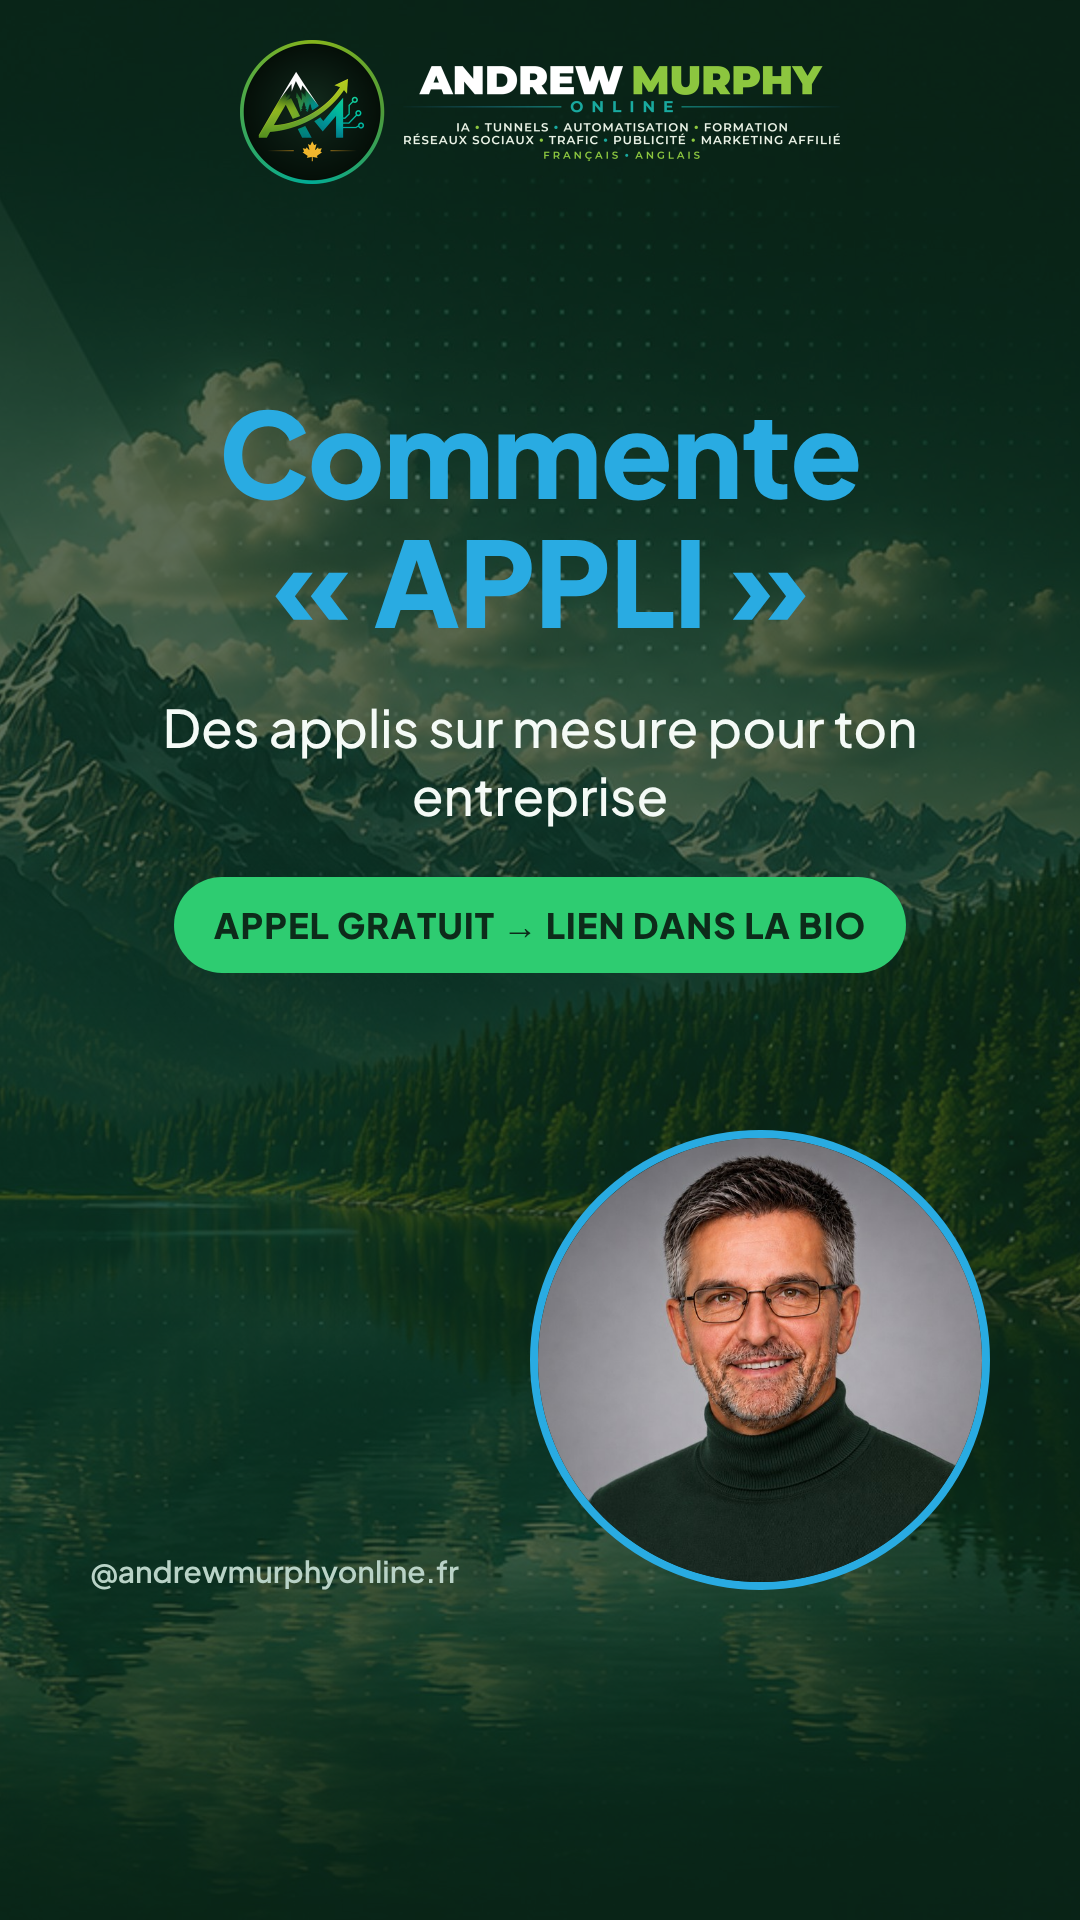 AM
ANDREW MURPHY
ONLINE
IA • TUNNELS • AUTOMATISATION • FORMATION
RÉSEAUX SOCIAUX • TRAFIC • PUBLICITÉ • MARKETING AFFILIÉ
FRANÇAIS • ANGLAIS
Commente
« APPLI »
Des applis sur mesure pour ton
entreprise
APPEL GRATUIT → LIEN DANS LA BIO
@andrewmurphyonline.fr